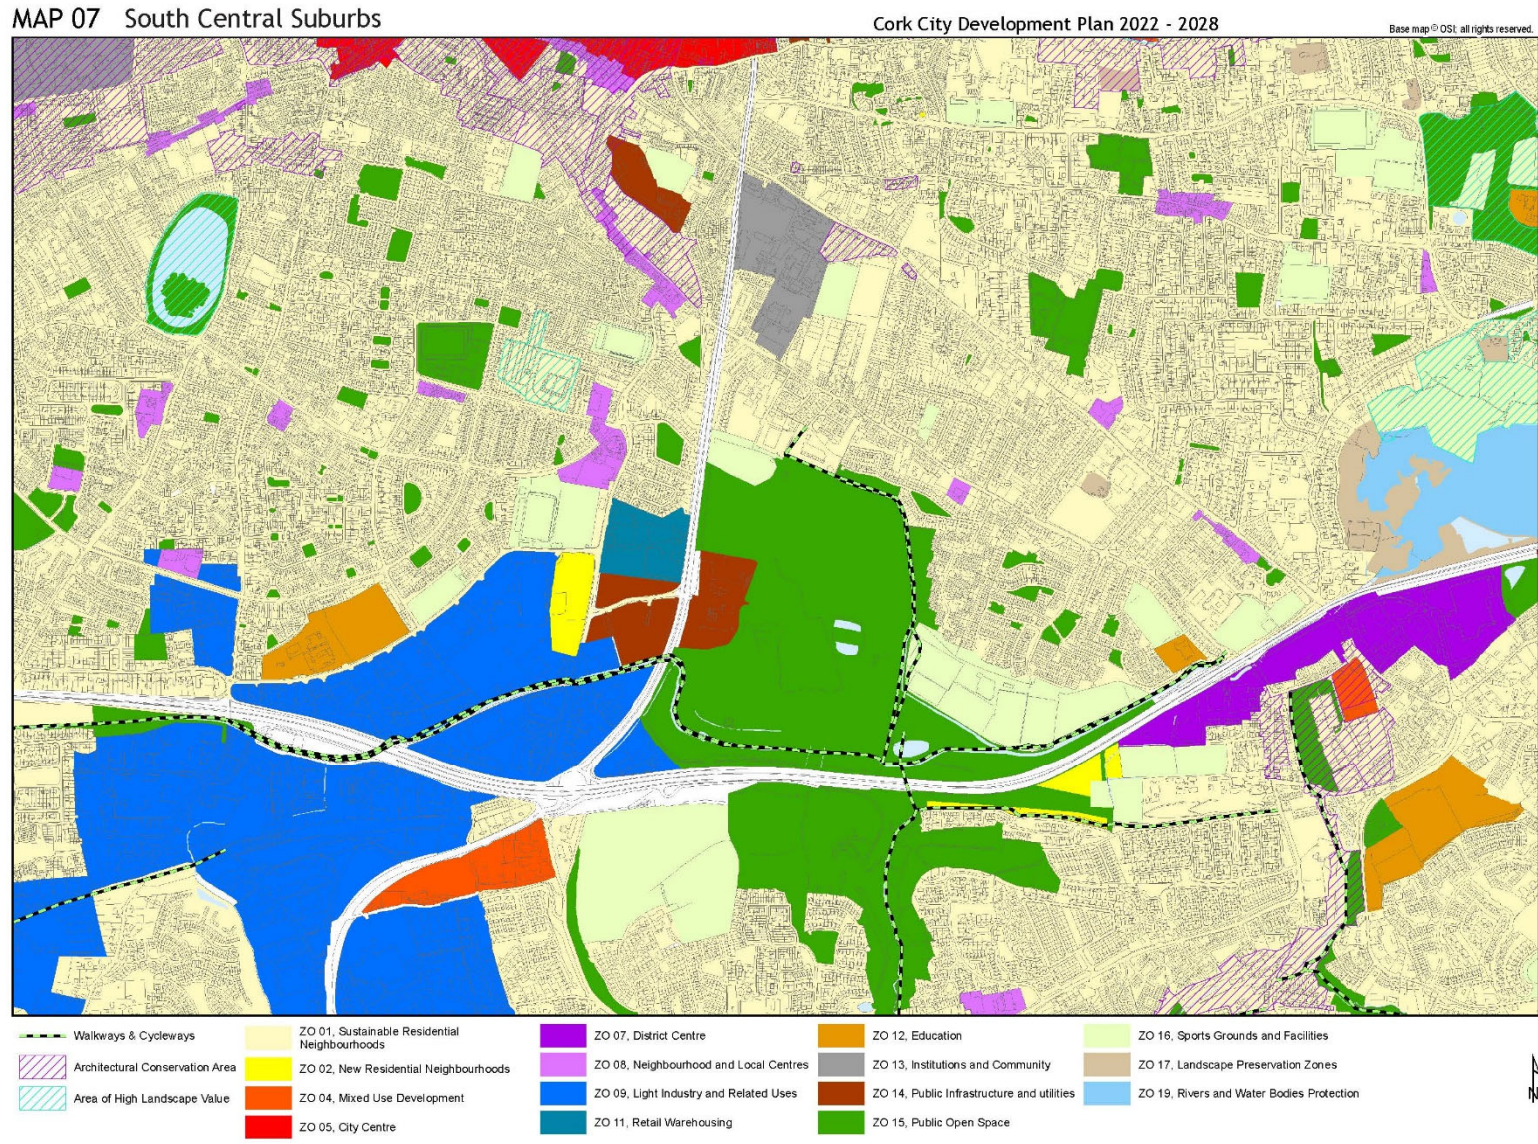 MAP 07 South Central Suburbs
Cork City Development Plan 2022 - 2028
Base map © OSI; all rights reserved.
Walkways & Cycleways
Architectural Conservation Area
Area of High Landscape Value
ZO 01, Sustainable Residential
Neighbourhoods
ZO 02, New Residential Neighbourhoods
ZO 04, Mixed Use Development
ZO 05, City Centre
ZO 07, District Centre
ZO 08, Neighbourhood and Local Centres
ZO 09, Light Industry and Related Uses
ZO 11, Retail Warehousing
ZO 12, Education
ZO 13, Institutions and Community
ZO 14, Public Infrastructure and utilities
ZO 15, Public Open Space
ZO 16, Sports Grounds and Facilities
ZO 17, Landscape Preservation Zones
ZO 19, Rivers and Water Bodies Protection
N